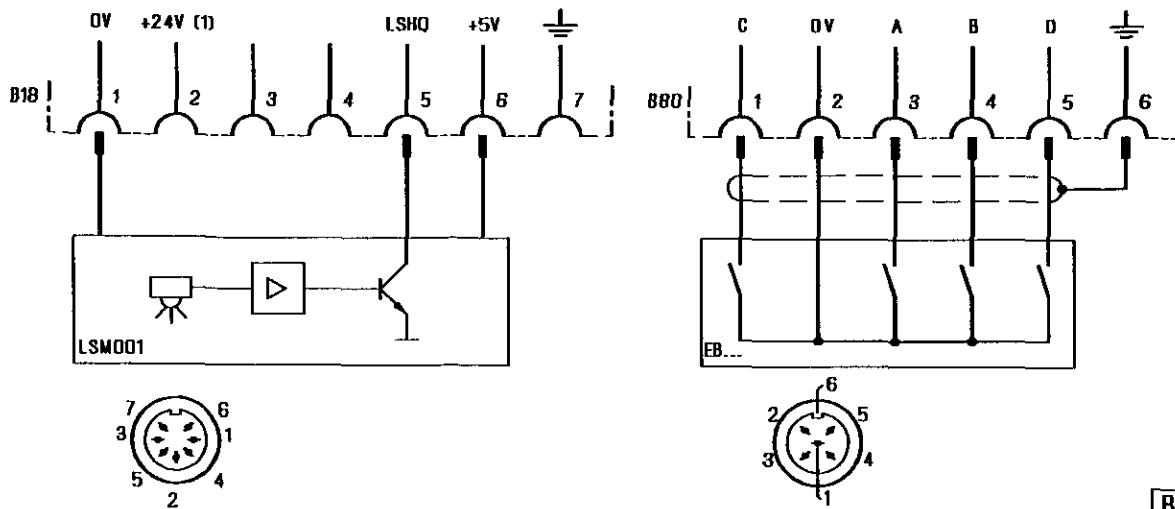 0V +24V (1) LSHQ +5V
B18 1 2 3 4 5 6 7
LSM001
7 6
3 1
5 4
2
C 0V A B D
B80 1 2 3 4 5 6
EB...
6
2 5
3 4
1
B